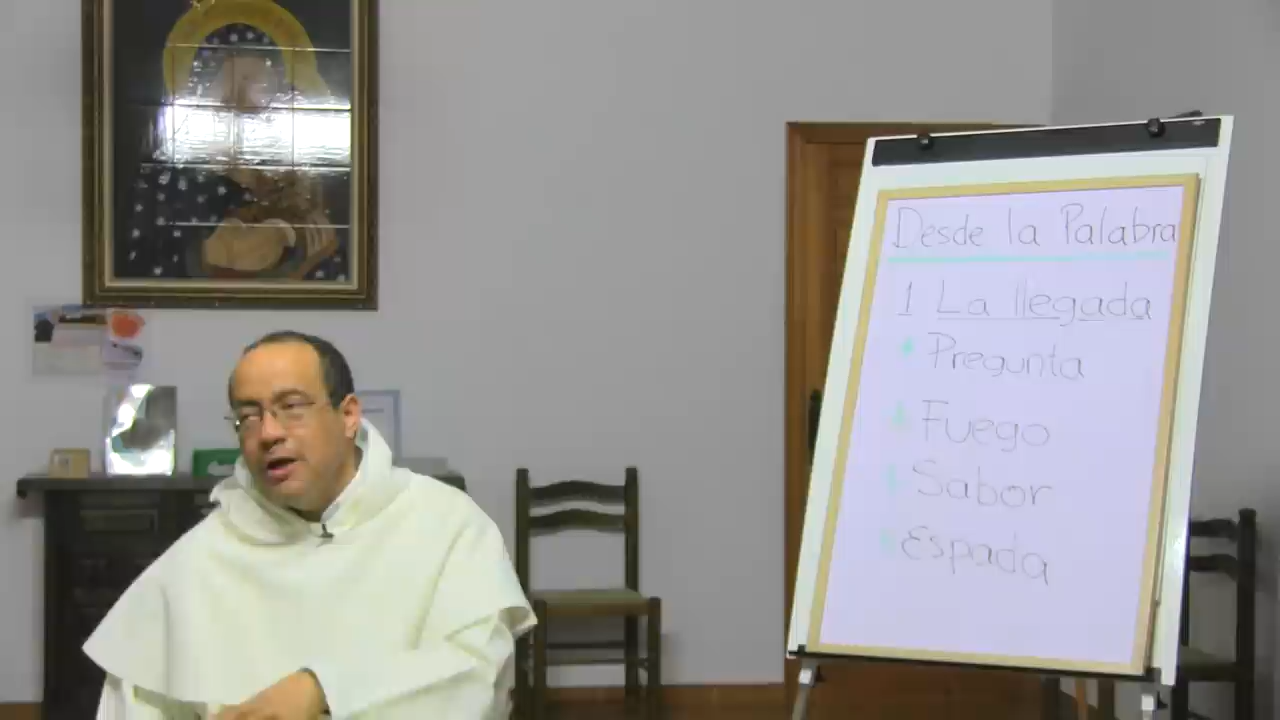 Desde la Palabra
1 La llegada
Pregunta
Fuego
Sabor
Espada